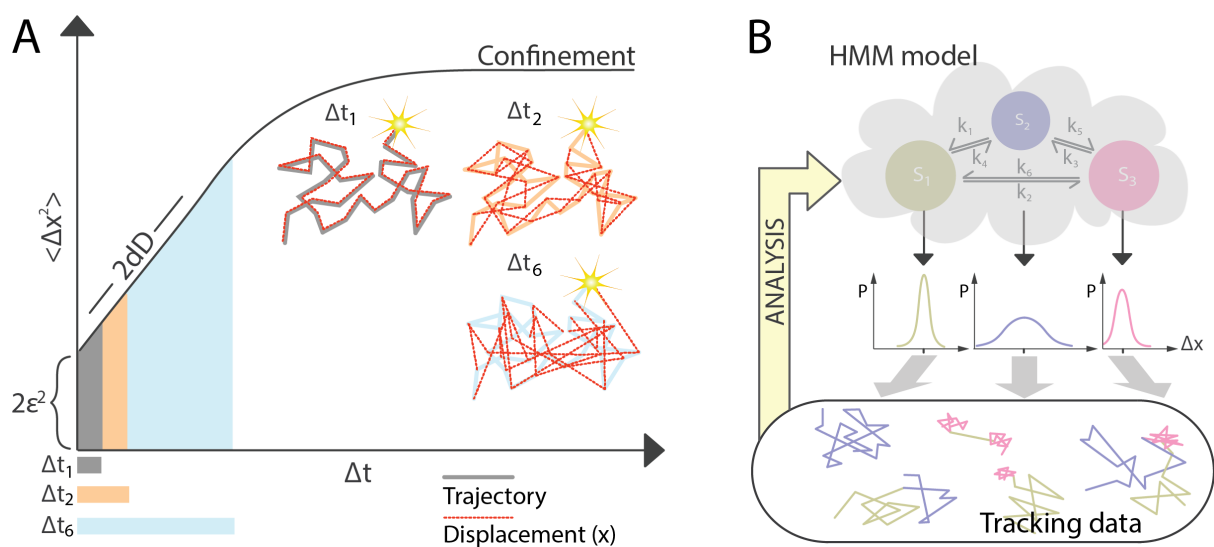 A
<Δx²>
2dD
Confinement
Δt₁
Δt₂
Δt₆
2ε²
Δt₁
Δt₂
Δt₆
Δt
Trajectory
Displacement (x)
B
HMM model
S₂
k₁
k₅
k₄
k₃
S₁
k₆
S₃
k₂
ANALYSIS
P
P
P
Δx
Tracking data